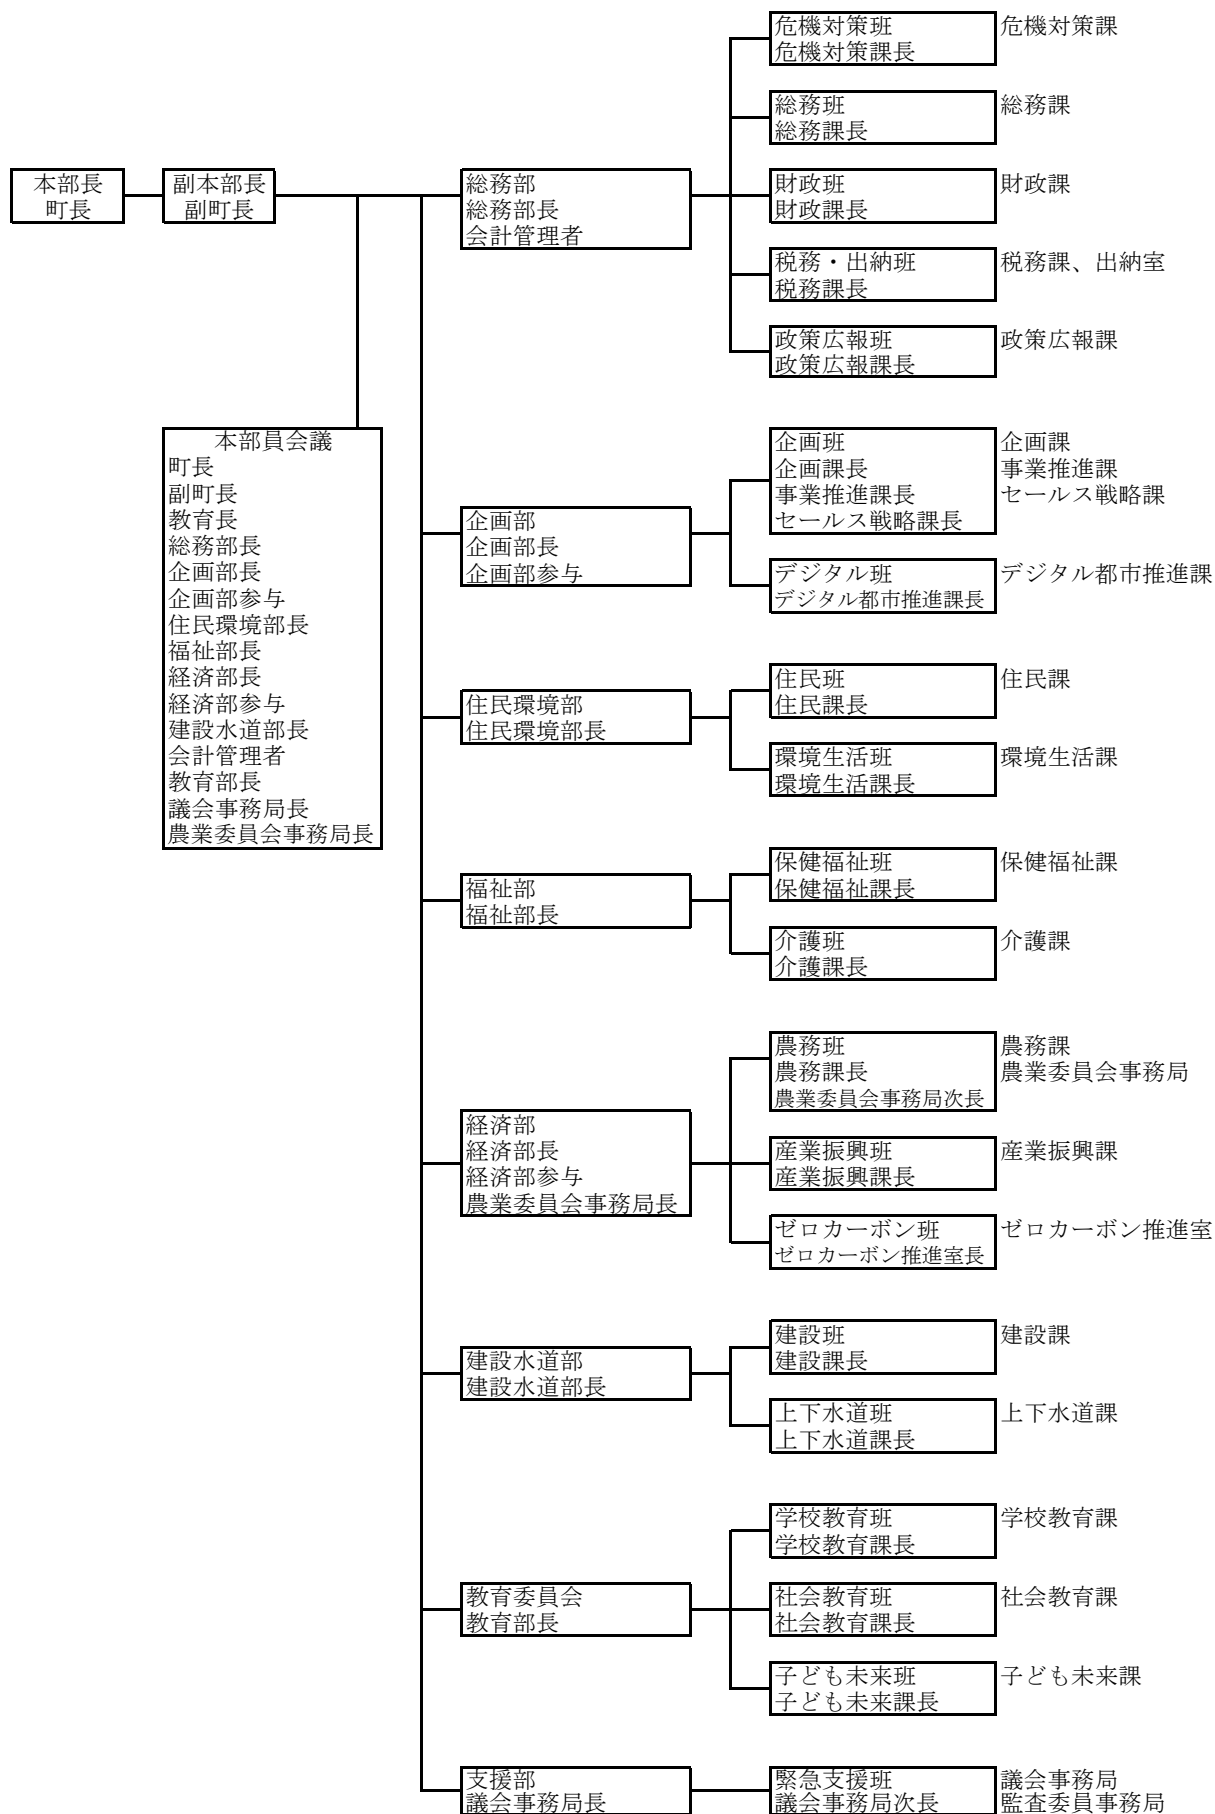 本部長
町長
副本部長
副町長
本部員会議
町長
副町長
教育長
総務部長
企画部長
企画部参与
住民環境部長
福祉部長
経済部長
経済部参与
建設水道部長
会計管理者
教育部長
議会事務局長
農業委員会事務局長
総務部
総務部長
会計管理者
危機対策班
危機対策課長
危機対策課
総務班
総務課長
総務課
財政班
財政課長
財政課
税務・出納班
税務課長
税務課、出納室
政策広報班
政策広報課長
政策広報課
企画部
企画部長
企画部参与
企画班
企画課長
事業推進課長
セールス戦略課長
企画課
事業推進課
セールス戦略課
デジタル班
デジタル都市推進課長
デジタル都市推進課
住民環境部
住民環境部長
住民班
住民課長
住民課
環境生活班
環境生活課長
環境生活課
福祉部
福祉部長
保健福祉班
保健福祉課長
保健福祉課
介護班
介護課長
介護課
経済部
経済部長
経済部参与
農業委員会事務局長
農務班
農務課長
農業委員会事務局次長
農務課
農業委員会事務局
産業振興班
産業振興課長
産業振興課
ゼロカーボン班
ゼロカーボン推進室長
ゼロカーボン推進室
建設水道部
建設水道部長
建設班
建設課長
建設課
上下水道班
上下水道課長
上下水道課
教育委員会
教育部長
学校教育班
学校教育課長
学校教育課
社会教育班
社会教育課長
社会教育課
子ども未来班
子ども未来課長
子ども未来課
支援部
議会事務局長
緊急支援班
議会事務局次長
議会事務局
監査委員事務局